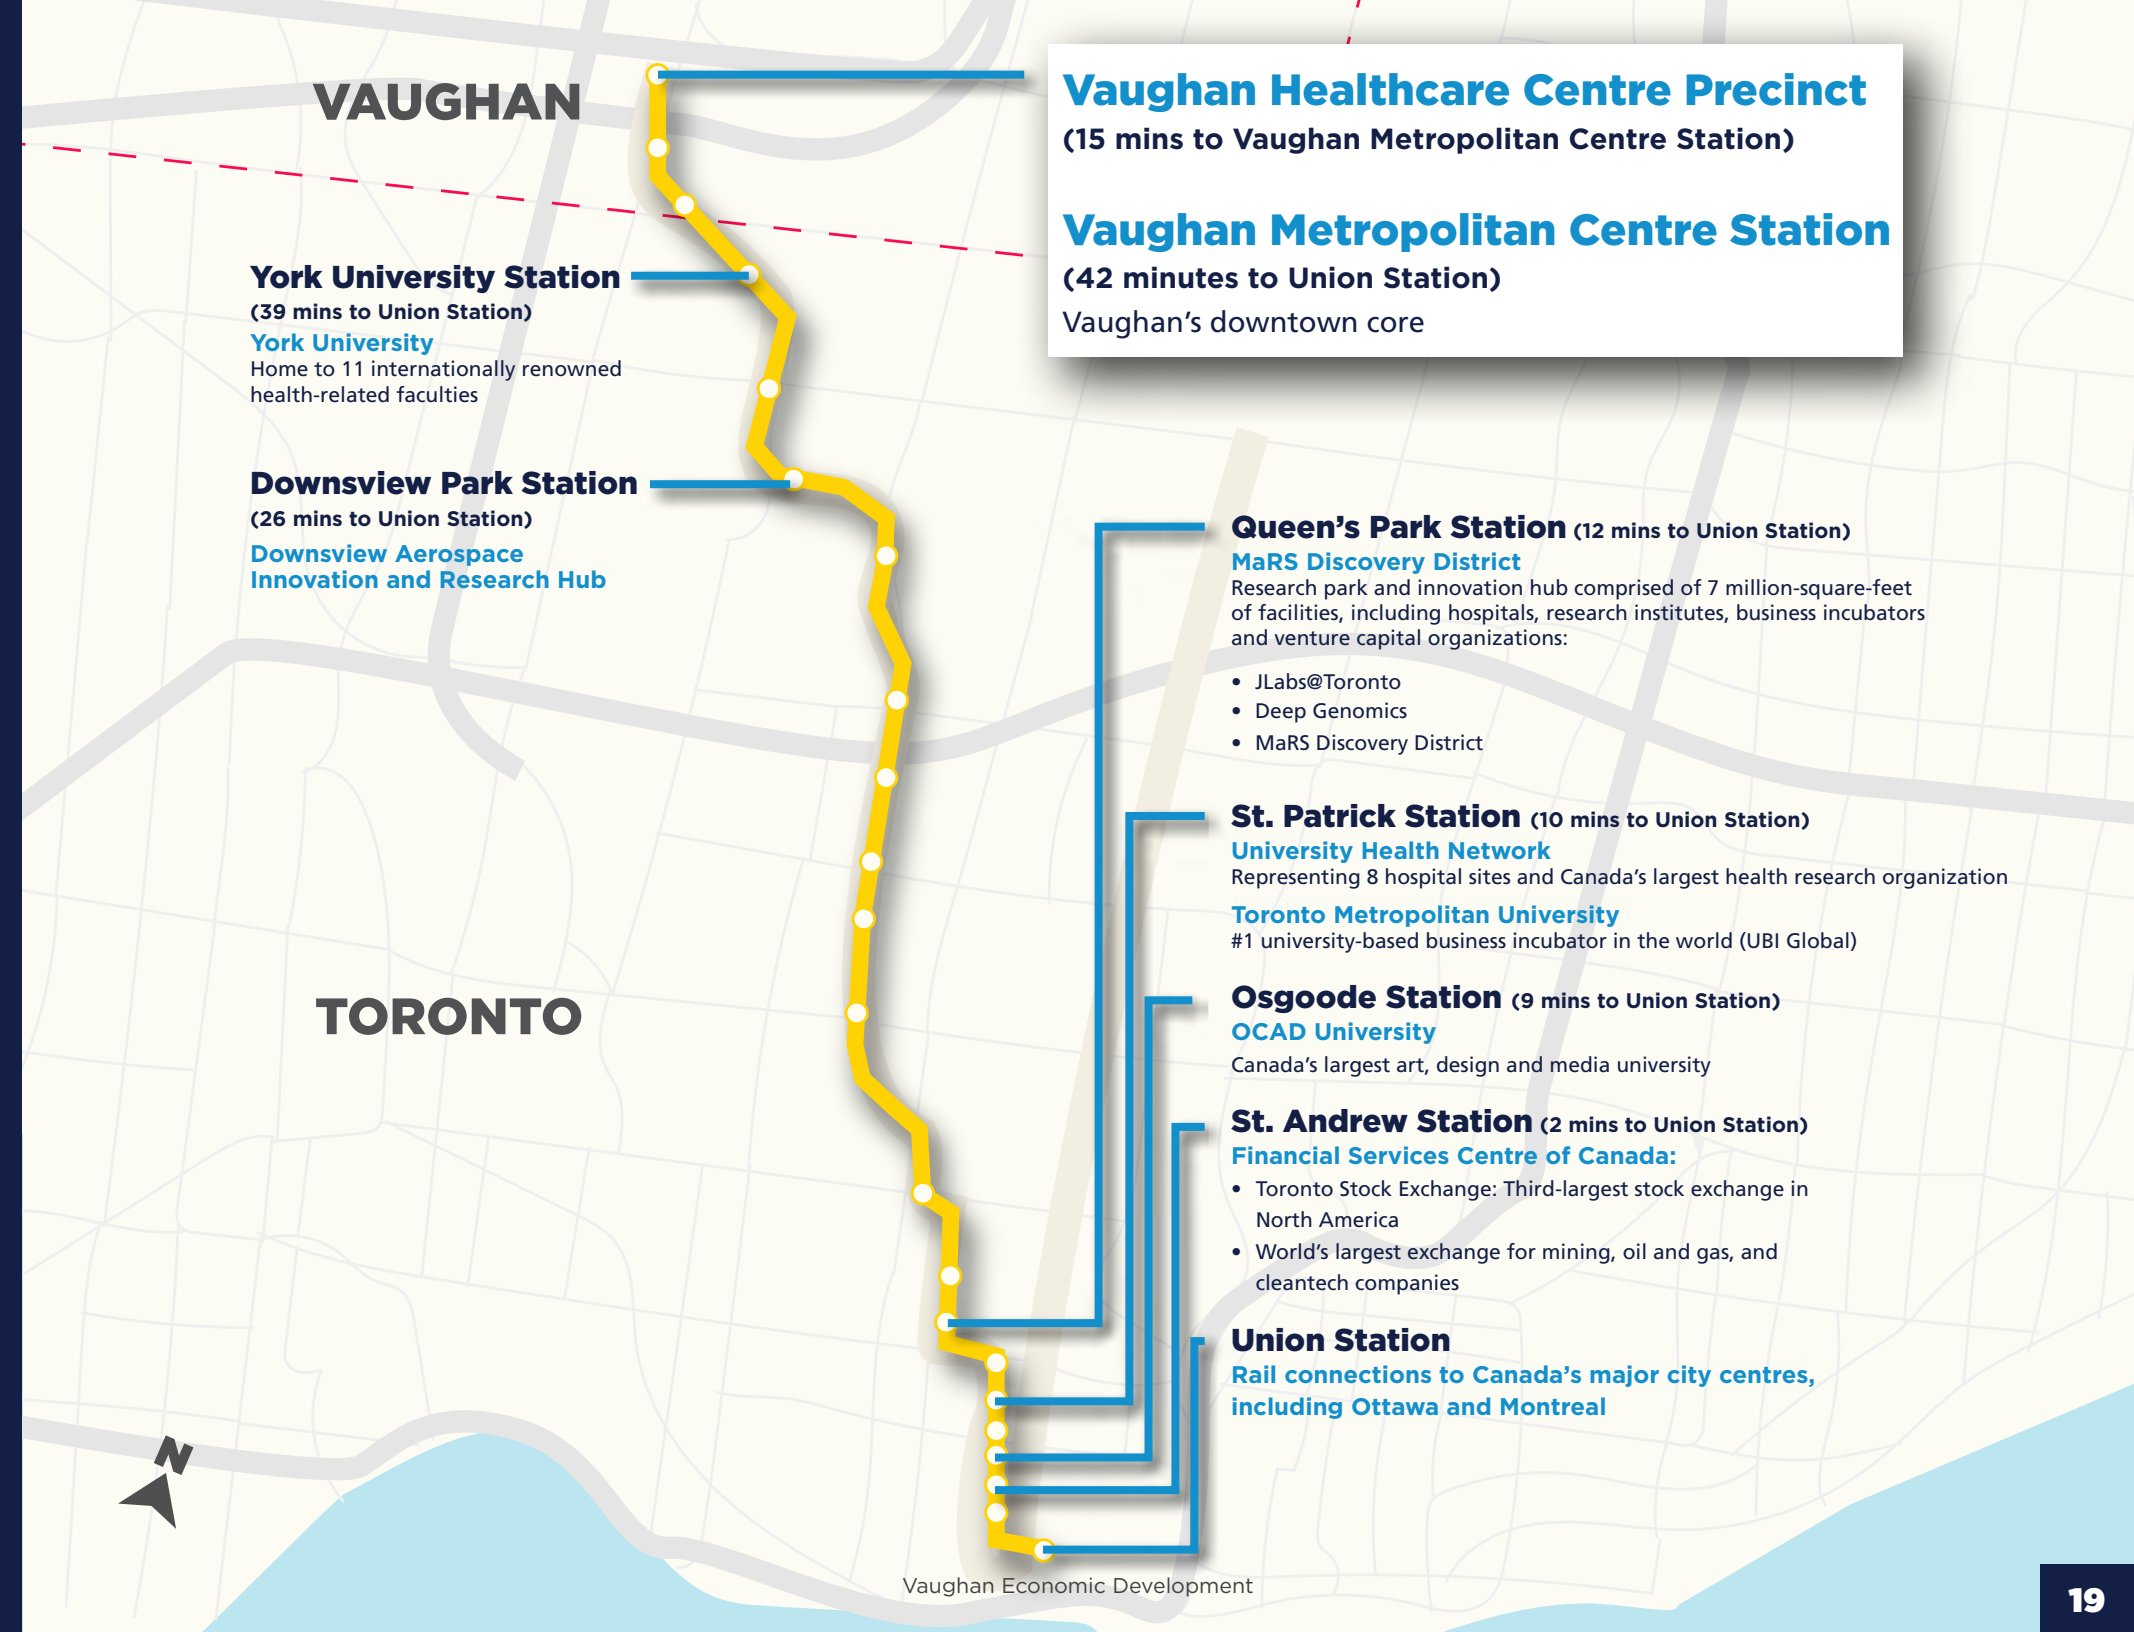 VAUGHAN
Vaughan Healthcare Centre Precinct
(15 mins to Vaughan Metropolitan Centre Station)
Vaughan Metropolitan Centre Station
(42 minutes to Union Station)
Vaughan’s downtown core
York University Station
(39 mins to Union Station)
York University
Home to 11 internationally renowned
health-related faculties
Downsview Park Station
(26 mins to Union Station)
Downsview Aerospace
Innovation and Research Hub
Queen’s Park Station (12 mins to Union Station)
MaRS Discovery District
Research park and innovation hub comprised of 7 million-square-feet
of facilities, including hospitals, research institutes, business incubators
and venture capital organizations:
• JLabs@Toronto
• Deep Genomics
• MaRS Discovery District
St. Patrick Station (10 mins to Union Station)
University Health Network
Representing 8 hospital sites and Canada’s largest health research organization
Toronto Metropolitan University
#1 university-based business incubator in the world (UBI Global)
TORONTO
Osgoode Station (9 mins to Union Station)
OCAD University
Canada’s largest art, design and media university
St. Andrew Station (2 mins to Union Station)
Financial Services Centre of Canada:
• Toronto Stock Exchange: Third-largest stock exchange in
North America
• World’s largest exchange for mining, oil and gas, and
cleantech companies
Union Station
Rail connections to Canada’s major city centres,
including Ottawa and Montreal
N
Vaughan Economic Development
19